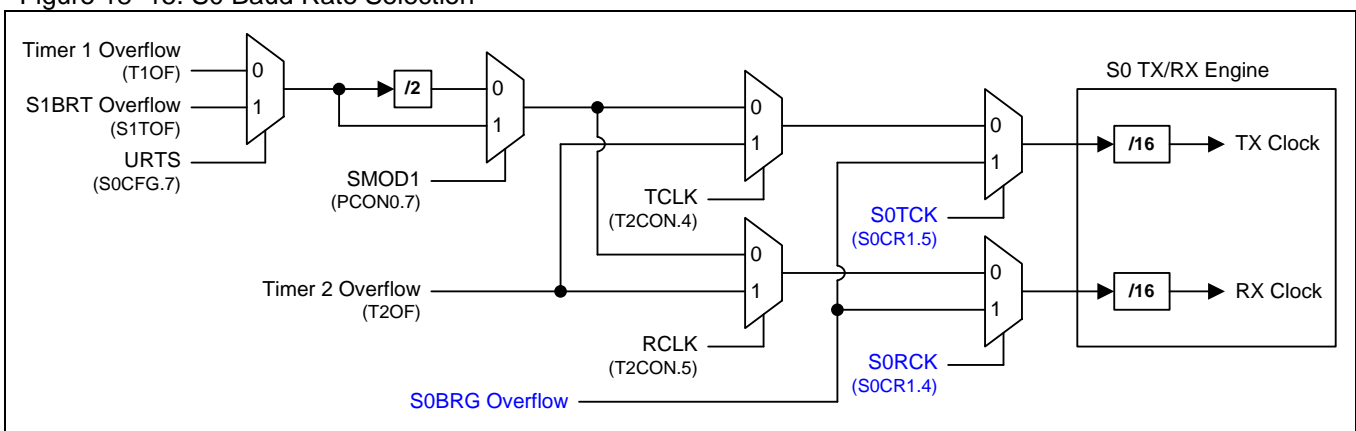 Figure 18-18. S0 Baud Rate Selection
Timer 1 Overflow
(T1OF)
0
S1BRT Overflow
(S1TOF)
1
URTS
(S0CFG.7)
/2
0
1
SMOD1
(PCON0.7)
0
1
TCLK
(T2CON.4)
0
1
S0TCK
(S0CR1.5)
S0 TX/RX Engine
/16
TX Clock
Timer 2 Overflow
(T2OF)
0
1
RCLK
(T2CON.5)
0
1
S0RCK
(S0CR1.4)
/16
RX Clock
S0BRG Overflow